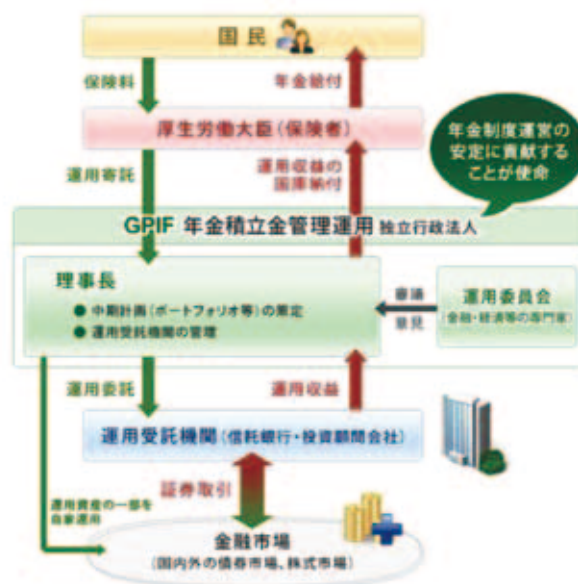 国民
保険料
年金給付
厚生労働大臣(保険者)
年金制度運営の
安定に貢献する
ことが使命
運用寄託
運用収益の
国庫納付
GPIF 年金積立金管理運用 独立行政法人
理事長
● 中期計画(ポートフォリオ等)の策定
● 運用受託機関の管理
審議
意見
運用委員会
(金融・経済等の専門家)
運用委託
運用収益
運用受託機関(信託銀行・投資顧問会社)
証券取引
運用資産の一部を
自家運用
金融市場
(国内外の債券市場、株式市場)